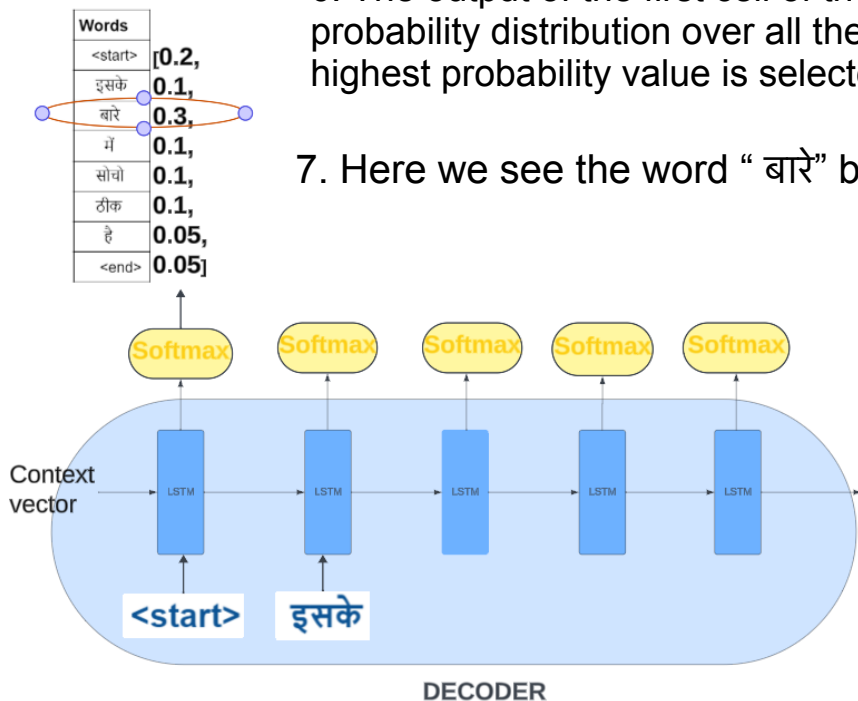 probability distribution over all the
highest probability value is selecte
7. Here we see the word “ बारे” b
Words
<start> [0.2,
इसके 0.1,
बारे 0.3,
में 0.1,
सोचो 0.1,
ठीक 0.1,
है 0.05,
<end> 0.05]
Softmax Softmax Softmax Softmax Softmax
Context
vector
LSTM LSTM LSTM LSTM LSTM
<start> इसके
DECODER